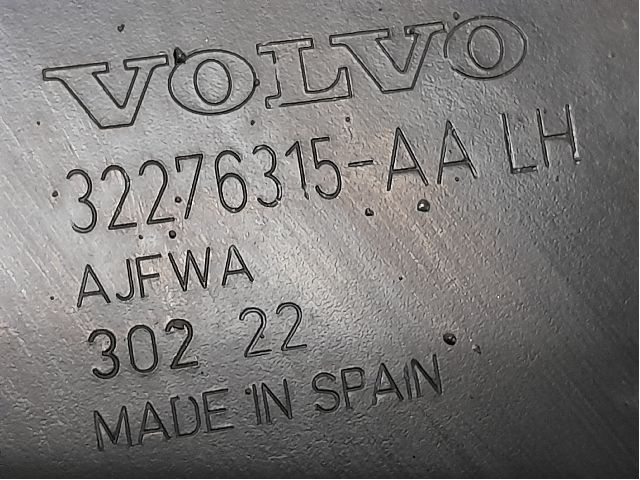 VOLVO
32276315-AA LH
AJFWA
302 22
MADE IN SPAIN